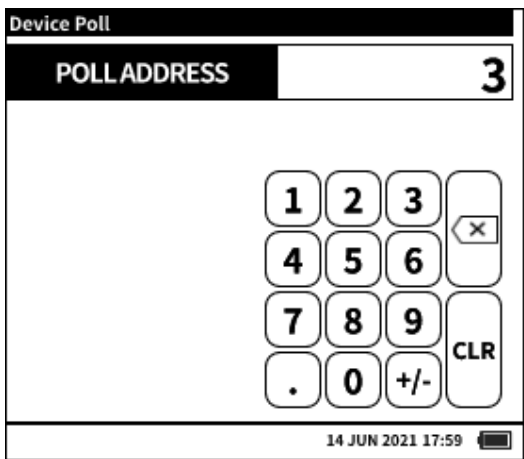 Device Poll
POLL ADDRESS 3
1 2 3
4 5 6
7 8 9
CLR
. 0 +/-
14 JUN 2021 17:59